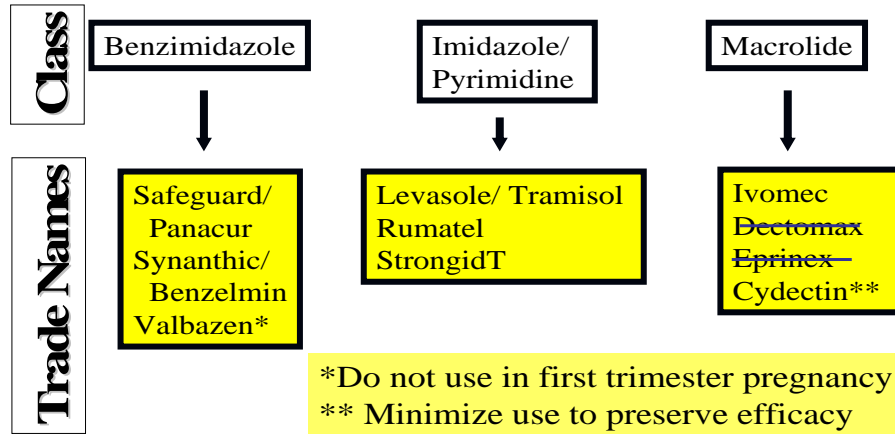 Class
Benzimidazole
Imidazole/
Pyrimidine
Macrolide
Trade Names
Safeguard/
Panacur
Synanthic/
Benzelmin
Valbazen*
Levasole/ Tramisol
Rumatel
StrongidT
Ivomec
Dectomax
Eprinex
Cydectin**
*Do not use in first trimester pregnancy
** Minimize use to preserve efficacy